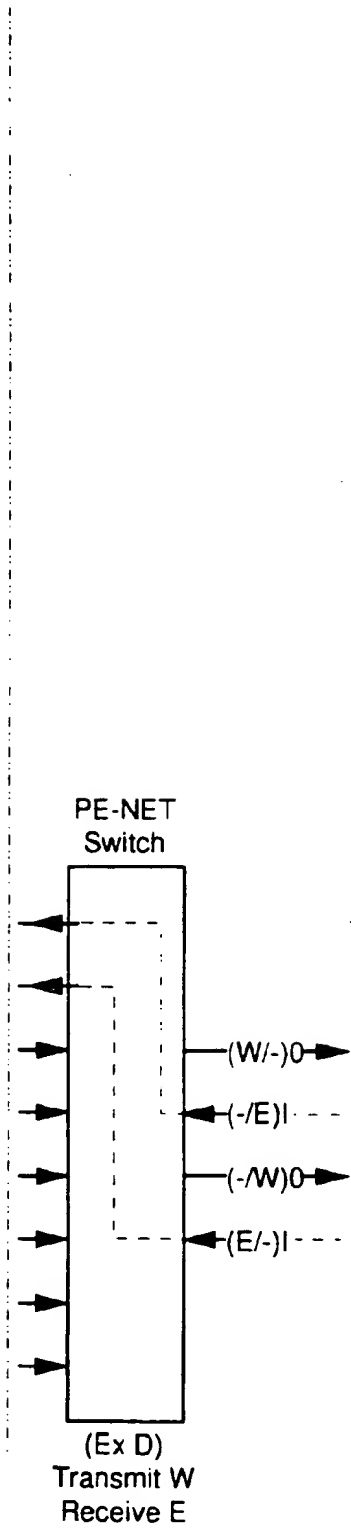 PE-NET
Switch
(W/-)0
(-/E)I
(-/W)0
(E/-)I
(Ex D)
Transmit W
Receive E